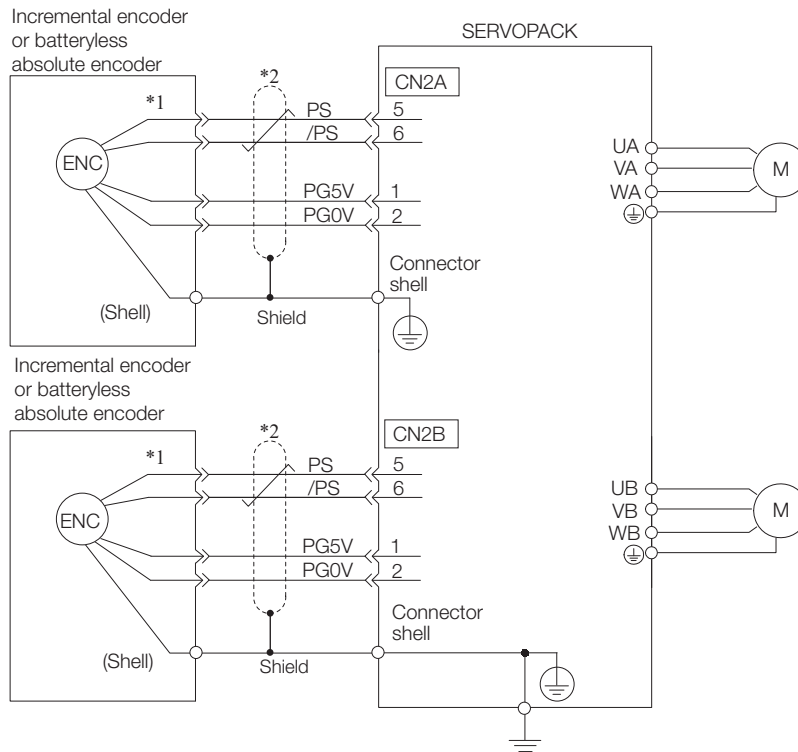 Incremental encoder
or batteryless
absolute encoder
SERVOPACK
*1
*2
CN2A
ENC
PS
5
/PS
6
PG5V
1
PG0V
2
UA
VA
WA
M
Connector
shell
(Shell)
Shield
Incremental encoder
or batteryless
absolute encoder
*1
*2
CN2B
ENC
PS
5
/PS
6
PG5V
1
PG0V
2
UB
VB
WB
M
Connector
shell
(Shell)
Shield